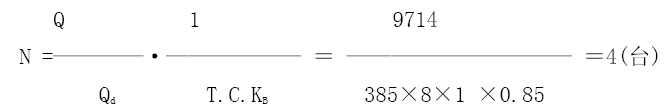 Q 1 9714
N =———— · ———— = ———— =4(台)
Qd T.C.KB 385×8×1 ×0.85